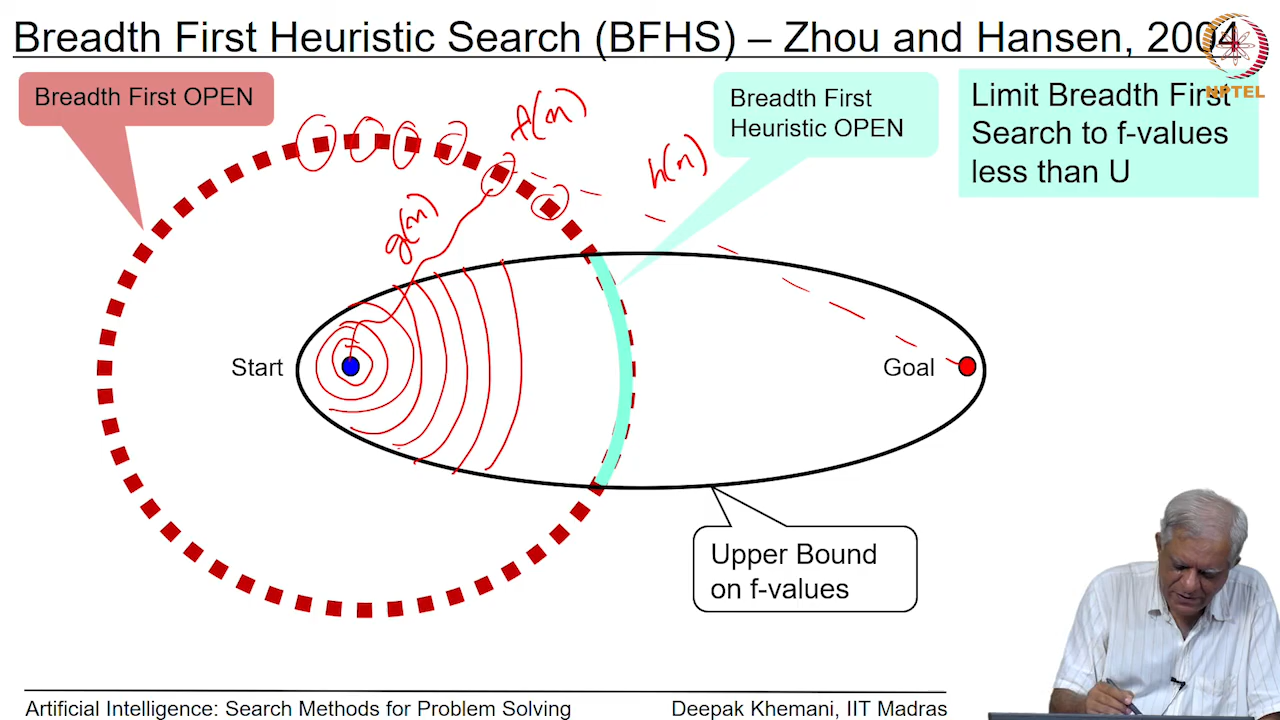 Breadth First Heuristic Search (BFHS) – Zhou and Hansen, 2004
NPTEL
Breadth First OPEN
f(n)
Breadth First
Heuristic OPEN
Limit Breadth First
Search to f-values
less than U
h(n)
g(n)
Start
Goal
Upper Bound
on f-values
Artificial Intelligence: Search Methods for Problem Solving
Deepak Khemani, IIT Madras